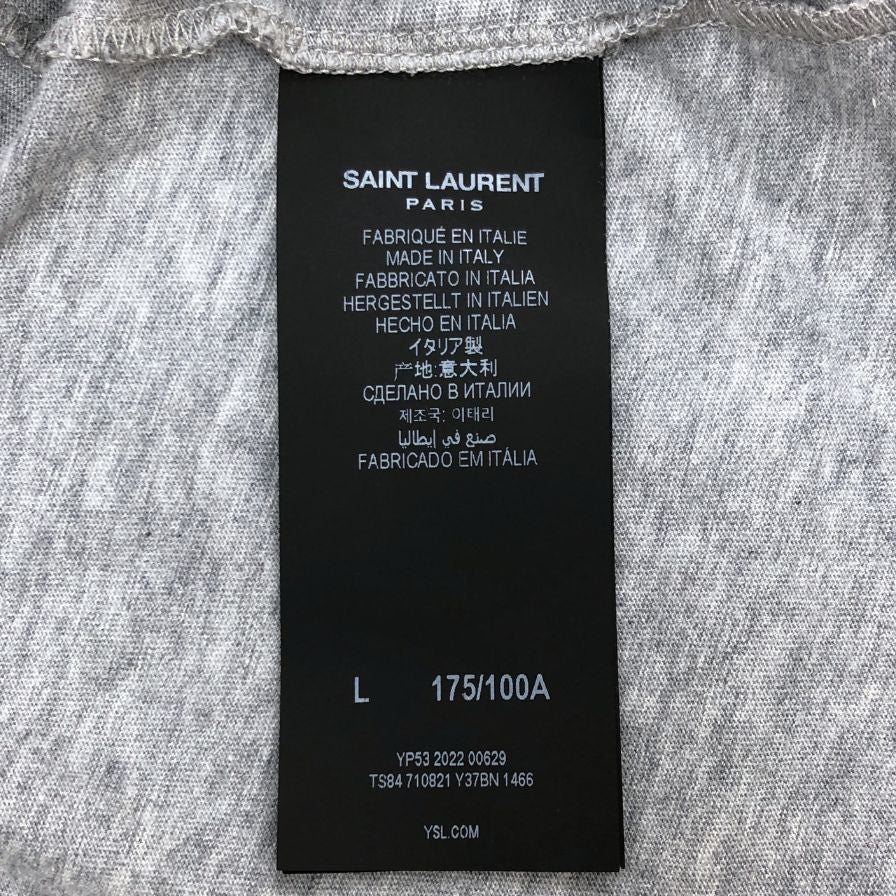 SAINT LAURENT
PARIS
FABRIQUÉ EN ITALIE
MADE IN ITALY
FABBRICATO IN ITALIA
HERGESTELLT IN ITALIEN
HECHO EN ITALIA
イタリア製
产地:意大利
СДЕЛАНО В ИТАЛИИ
제조국: 이태리
صنع في إيطاليا
FABRICADO EM ITÁLIA
L 175/100A
YP53 2022 00629
TS84 710821 Y37BN 1466
YSL.COM